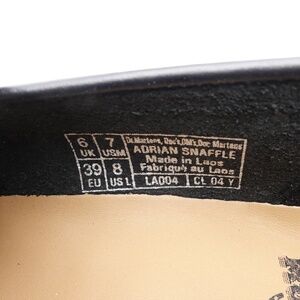 6 UK 7 USM
39 EU 8 US L
Dr.Martens, Doc's, DM's, Doc Martens
ADRIAN SNAFFLE
Made in Laos
Fabriqué au Laos
LA004 CL 04 Y